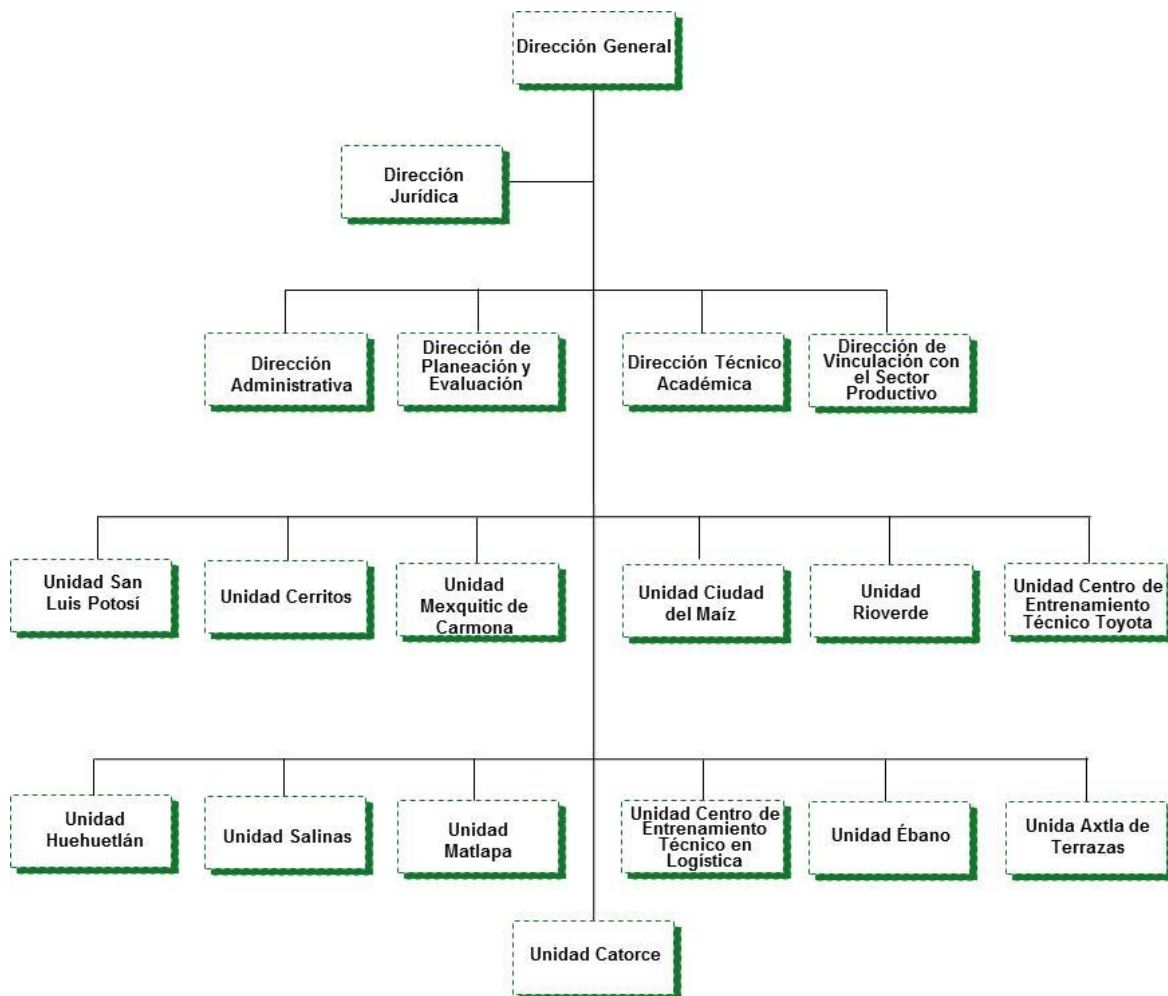 Dirección General
Dirección
Jurídica
Dirección
Administrativa
Dirección de
Planeación y
Evaluación
Dirección Técnico
Académica
Dirección de
Vinculación con
el Sector
Productivo
Unidad San
Luis Potosí
Unidad Cerritos
Unidad
Mexquitic de
Carmona
Unidad Ciudad
del Maíz
Unidad
Rioverde
Unidad Centro de
Entrenamiento
Técnico Toyota
Unidad
Huehuetlán
Unidad Salinas
Unidad
Matlapa
Unidad Centro de
Entrenamiento
Técnico en
Logística
Unidad Ébano
Unida Axtla de
Terrazas
Unidad Catorce